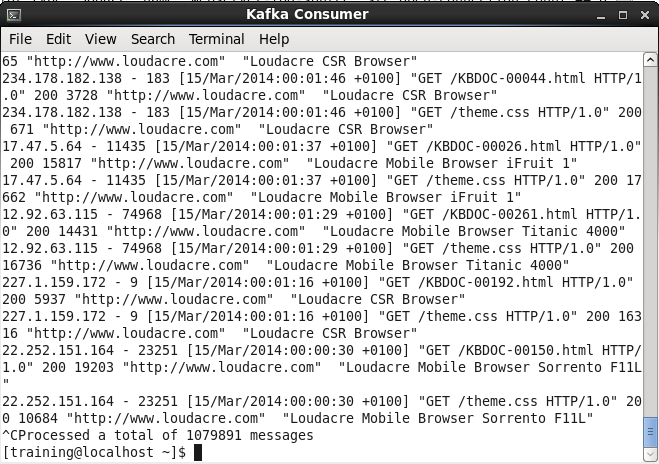 Kafka Consumer
File Edit View Search Terminal Help
65 "http://www.loudacre.com"  "Loudacre CSR Browser"
234.178.182.138 - 183 [15/Mar/2014:00:01:46 +0100] "GET /KBDOC-00044.html HTTP/1
.0" 200 3728 "http://www.loudacre.com"  "Loudacre CSR Browser"
234.178.182.138 - 183 [15/Mar/2014:00:01:46 +0100] "GET /theme.css HTTP/1.0" 200
 671 "http://www.loudacre.com"  "Loudacre CSR Browser"
17.47.5.64 - 11435 [15/Mar/2014:00:01:37 +0100] "GET /KBDOC-00026.html HTTP/1.0"
 200 15817 "http://www.loudacre.com"  "Loudacre Mobile Browser iFruit 1"
17.47.5.64 - 11435 [15/Mar/2014:00:01:37 +0100] "GET /theme.css HTTP/1.0" 200 17
662 "http://www.loudacre.com"  "Loudacre Mobile Browser iFruit 1"
12.92.63.115 - 74968 [15/Mar/2014:00:01:29 +0100] "GET /KBDOC-00261.html HTTP/1.
0" 200 14431 "http://www.loudacre.com"  "Loudacre Mobile Browser Titanic 4000"
12.92.63.115 - 74968 [15/Mar/2014:00:01:29 +0100] "GET /theme.css HTTP/1.0" 200
16736 "http://www.loudacre.com"  "Loudacre Mobile Browser Titanic 4000"
227.1.159.172 - 9 [15/Mar/2014:00:01:16 +0100] "GET /KBDOC-00192.html HTTP/1.0"
200 5937 "http://www.loudacre.com"  "Loudacre CSR Browser"
227.1.159.172 - 9 [15/Mar/2014:00:01:16 +0100] "GET /theme.css HTTP/1.0" 200 163
16 "http://www.loudacre.com"  "Loudacre CSR Browser"
22.252.151.164 - 23251 [15/Mar/2014:00:00:30 +0100] "GET /KBDOC-00150.html HTTP/
1.0" 200 19203 "http://www.loudacre.com"  "Loudacre Mobile Browser Sorrento F11L
"
22.252.151.164 - 23251 [15/Mar/2014:00:00:30 +0100] "GET /theme.css HTTP/1.0" 20
0 10684 "http://www.loudacre.com"  "Loudacre Mobile Browser Sorrento F11L"
^CProcessed a total of 1079891 messages
[training@localhost ~]$